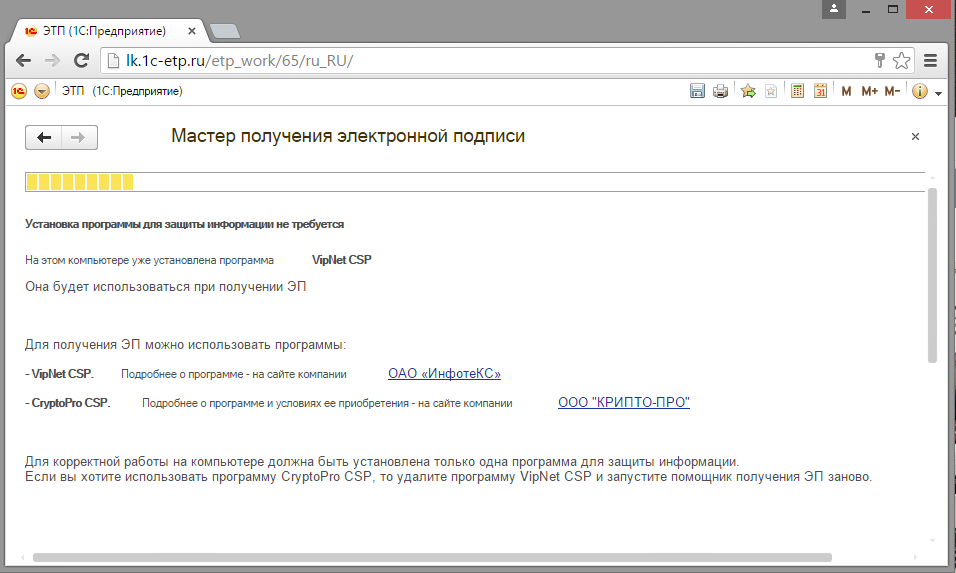 ЭТП (1С:Предприятие)
lk.1c-etp.ru/etp_work/65/ru_RU/
ЭТП (1С:Предприятие) 31 M M+ M-
Мастер получения электронной подписи
Установка программы для защиты информации не требуется
На этом компьютере уже установлена программа VipNet CSP
Она будет использоваться при получении ЭП
Для получения ЭП можно использовать программы:
- VipNet CSP. Подробнее о программе - на сайте компании ОАО «ИнфотеКС»
- CryptoPro CSP. Подробнее о программе и условиях ее приобретения - на сайте компании ООО "КРИПТО-ПРО"
Для корректной работы на компьютере должна быть установлена только одна программа для защиты информации.
Если вы хотите использовать программу CryptoPro CSP, то удалите программу VipNet CSP и запустите помощник получения ЭП заново.